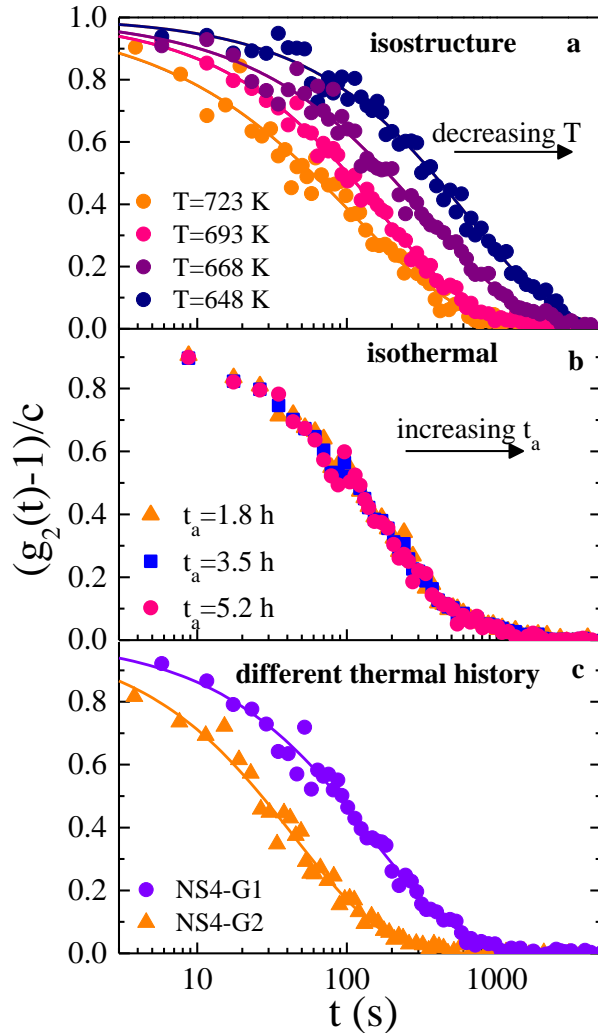 isostructure a
1.0
0.8
decreasing T
0.6
0.4
T=723 K
T=693 K
0.2
T=668 K
T=648 K
0.0
isothermal b
0.8
increasing t_a
0.6
0.4
t_a=1.8 h
t_a=3.5 h
0.2
t_a=5.2 h
0.0
(g_2(t)-1)/c
different thermal history c
0.8
0.6
0.4
NS4-G1
0.2
NS4-G2
0.0
10 100 1000
t (s)